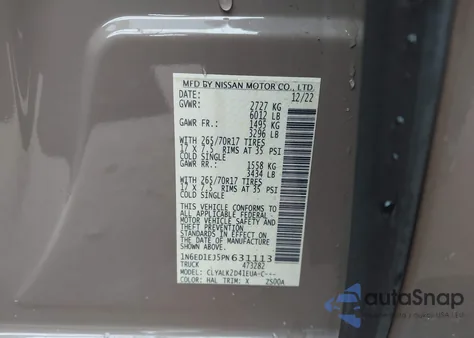 MFD BY NISSAN MOTOR CO., LTD.
DATE: 12/22
GVWR: 2727 KG
6012 LB
GAWR FR.: 1495 KG
3296 LB
WITH 265/70R17 TIRES
17 X 7.5 RIMS AT 35 PSI
COLD SINGLE
GAWR RR.: 1558 KG
3434 LB
WITH 265/70R17 TIRES
17 X 7.5 RIMS AT 35 PSI
COLD SINGLE
THIS VEHICLE CONFORMS TO
ALL APPLICABLE FEDERAL
MOTOR VEHICLE SAFETY
STANDARDS IN EFFECT ON
THE DATE OF MANUFACTURE
SHOWN ABOVE
1N6ED1EJ5PN631113
TRUCK 473282
MODEL: CLYALK2D41EUA-C---
COLOR: HAL TRIM: X 2500A
autoSnap